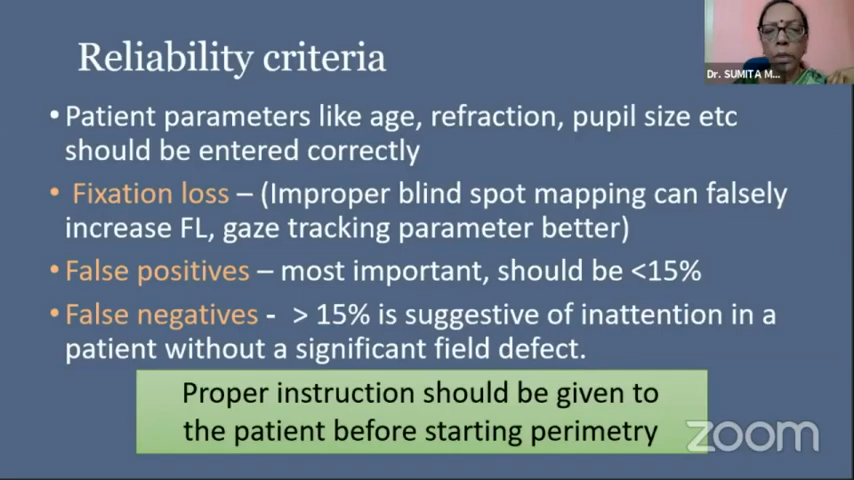 Reliability criteria
Dr. SUMITA M...
• Patient parameters like age, refraction, pupil size etc
should be entered correctly
• Fixation loss – (Improper blind spot mapping can falsely
increase FL, gaze tracking parameter better)
• False positives – most important, should be <15%
• False negatives - > 15% is suggestive of inattention in a
patient without a significant field defect.
Proper instruction should be given to
the patient before starting perimetry
zoom